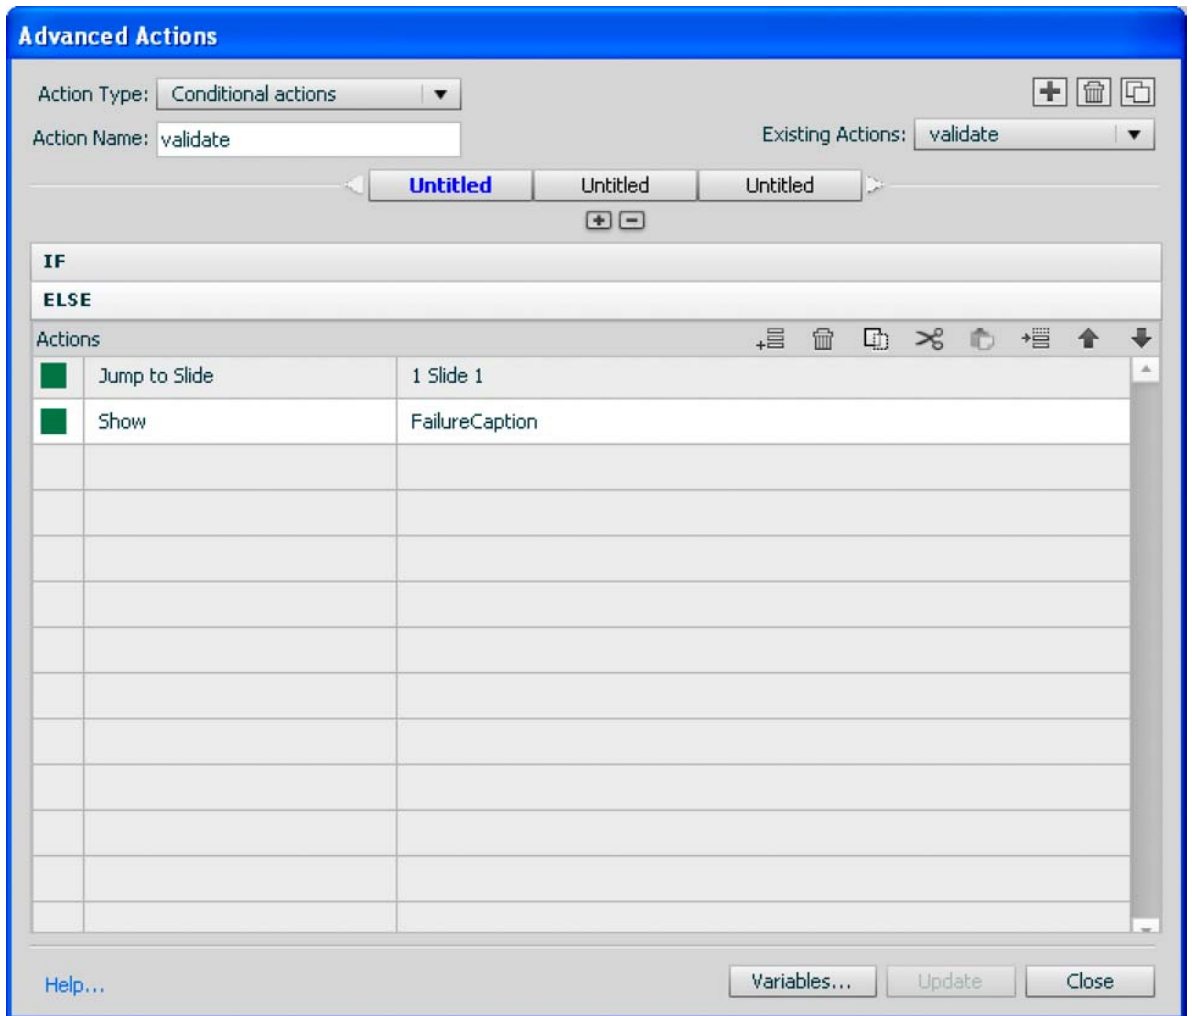 Advanced Actions
Action Type: Conditional actions
Action Name: validate
Existing Actions: validate
Untitled Untitled Untitled
IF
ELSE
Actions
Jump to Slide 1 Slide 1
Show FailureCaption
Help... Variables... Update Close